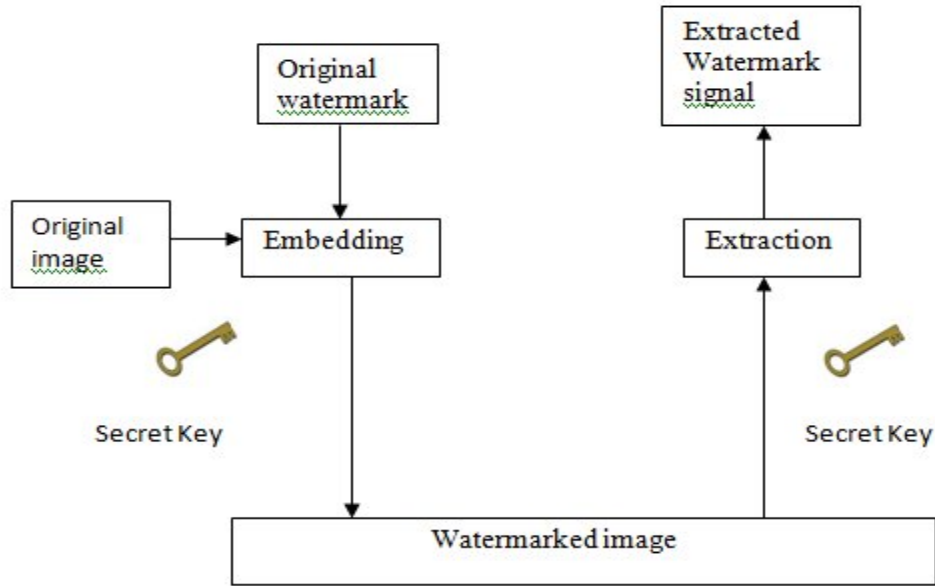 Original
watermark
Extracted
Watermark
signal
Original
image
Embedding
Extraction
Secret Key
Secret Key
Watermarked image